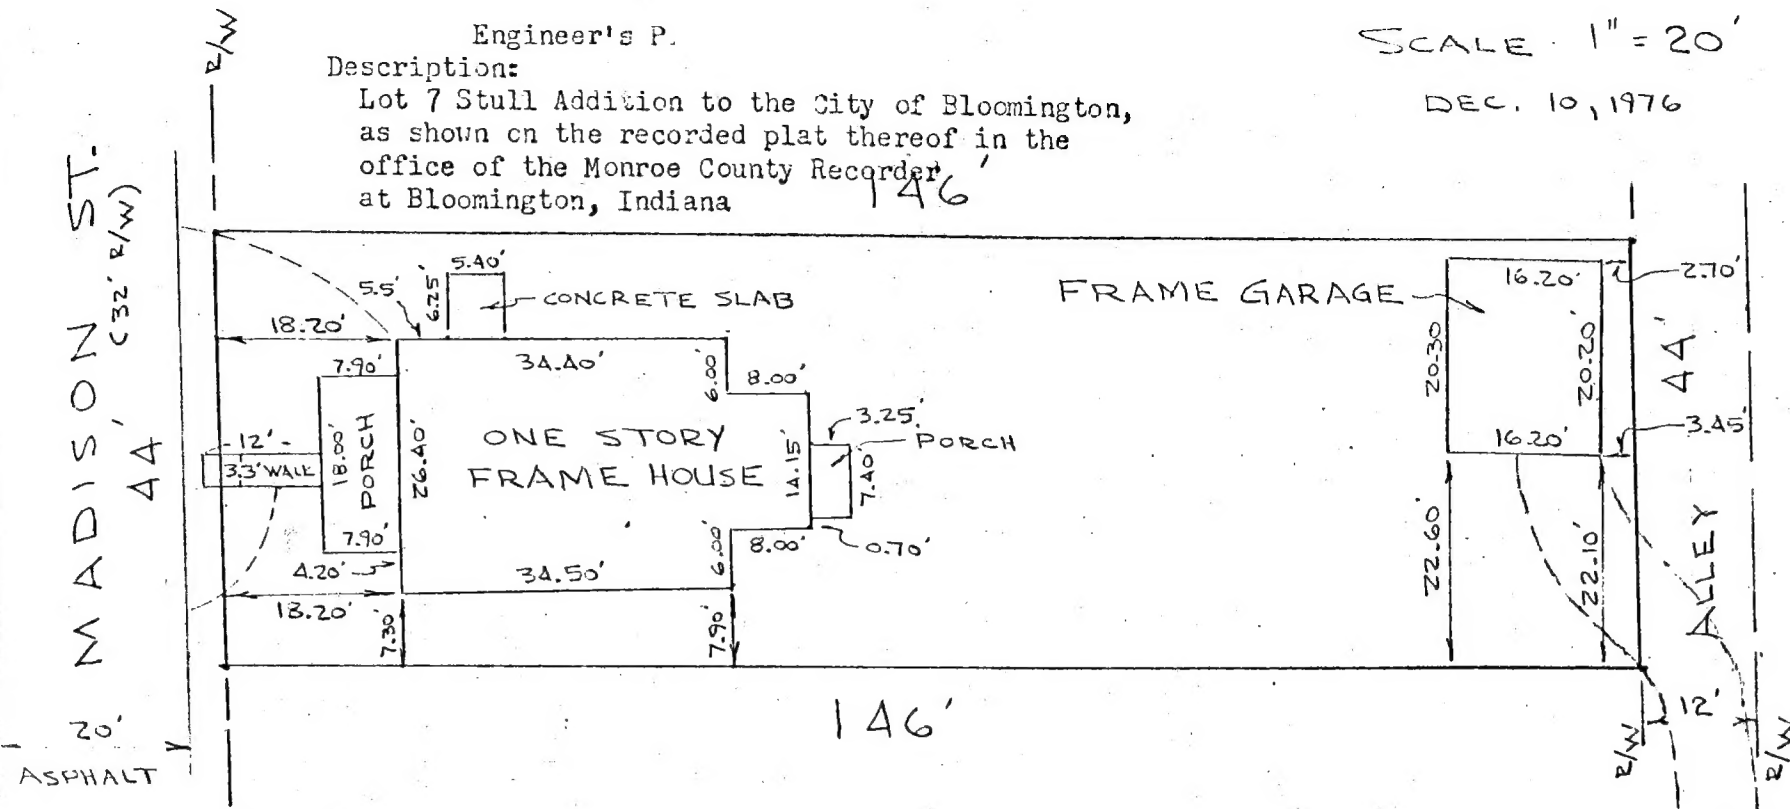 Engineer's P.
Description:
Lot 7 Stull Addition to the City of Bloomington,
as shown on the recorded plat thereof in the
office of the Monroe County Recorder
at Bloomington, Indiana
SCALE 1" = 20'
DEC. 10, 1976
R/W
146'
MADISON ST.
(32' R/W)
44'
20'
ASPHALT
5.40'
5.5'
6.25'
CONCRETE SLAB
18.20'
7.90'
34.40'
6.00'
8.00'
12'
3.3' WALK
18.00'
PORCH
26.40'
ONE STORY
FRAME HOUSE
14.15'
3.25'
PORCH
7.40'
7.90'
4.20'
34.50'
6.00'
8.00'
0.70'
18.20'
7.30'
7.90'
146'
FRAME GARAGE
16.20'
2.70'
20.30
20.20'
44'
16.20'
3.45'
22.60'
22.10'
ALLEY
12'
R/W
R/W